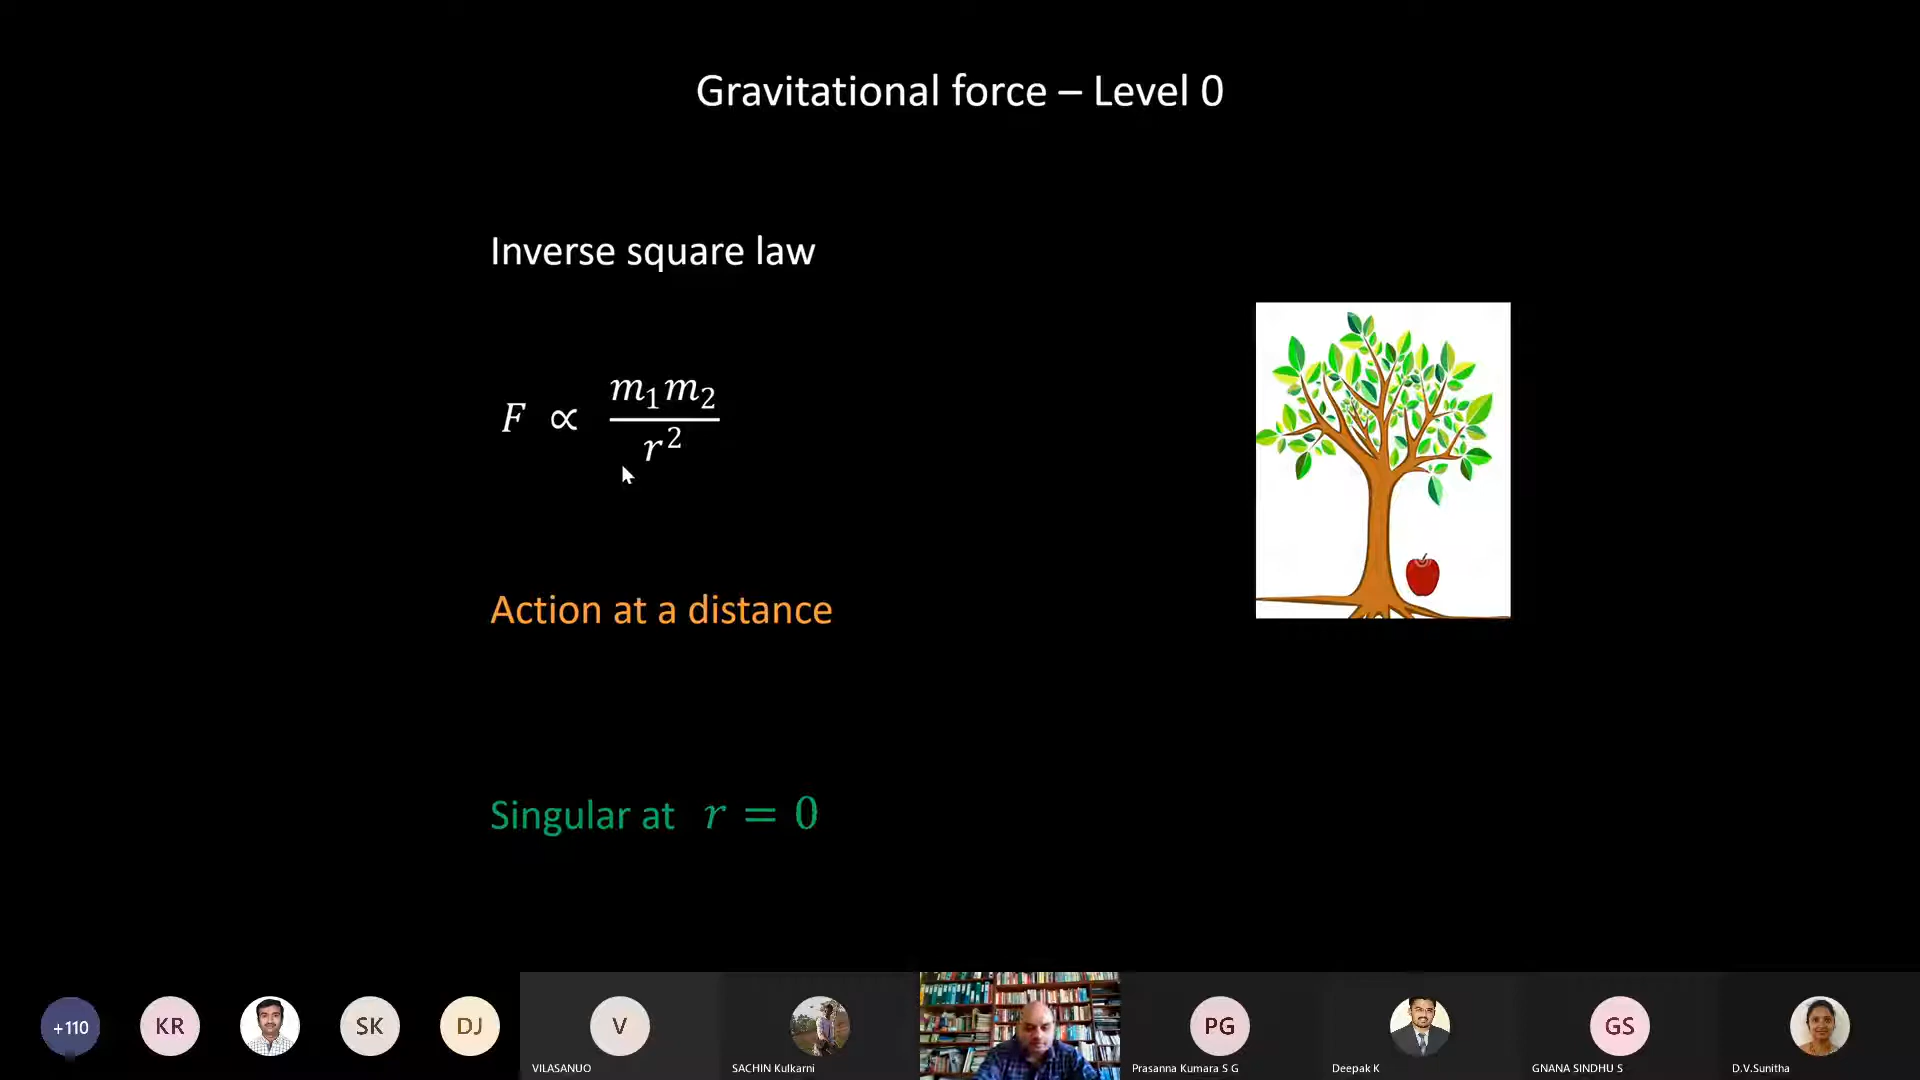 Gravitational force – Level 0
Inverse square law
F ∝ m₁m₂ / r²
Action at a distance
Singular at r = 0
+110
KR
SK
DJ
V
PG
GS
VILASANUO
SACHIN Kulkarni
Prasanna Kumara S G
Deepak K
GNANA SINDHU S
D.V.Sunitha